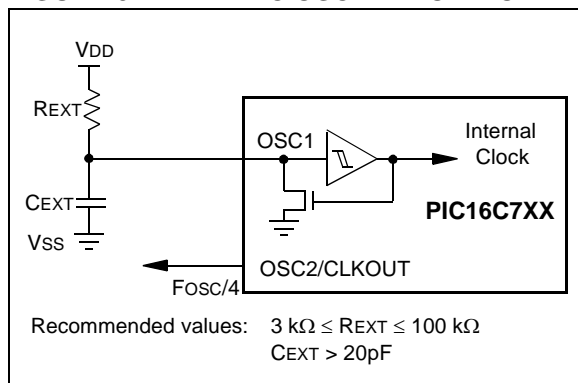 VDD
REXT
OSC1
Internal
Clock
CEXT
PIC16C7XX
VSS
OSC2/CLKOUT
FOSC/4
Recommended values: 3 kΩ ≤ REXT ≤ 100 kΩ
CEXT > 20pF